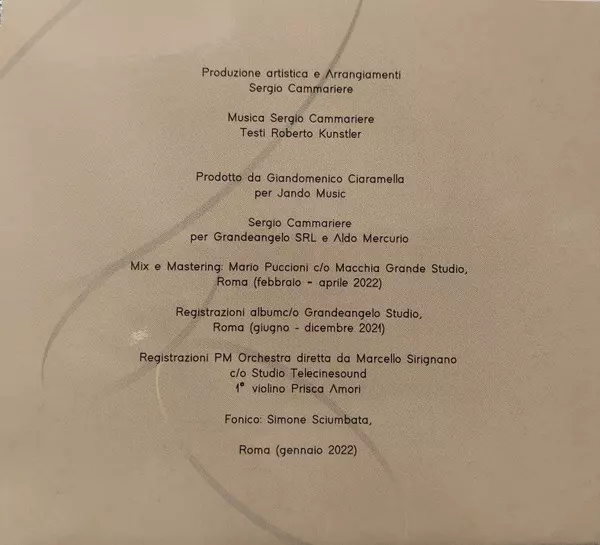 Produzione artistica e Arrangiamenti
Sergio Cammariere
Musica Sergio Cammariere
Testi Roberto Kunstler
Prodotto da Giandomenico Ciaramella
per Jando Music
Sergio Cammariere
per Grandeangelo SRL e Aldo Mercurio
Mix e Mastering: Mario Puccioni c/o Macchia Grande Studio,
Roma (febbraio - aprile 2022)
Registrazioni albumc/o Grandeangelo Studio,
Roma (giugno - dicembre 2021)
Registrazioni PM Orchestra diretta da Marcello Sirignano
c/o Studio Telecinesound
1° violino Prisca Amori
Fonico: Simone Sciumbata,
Roma (gennaio 2022)